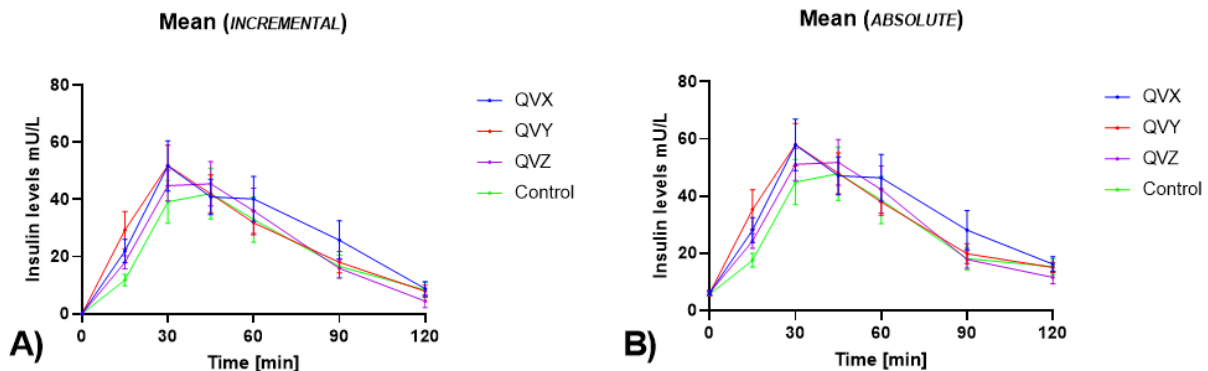 Mean (INCREMENTAL)
Insulin levels mU/L
80
60
40
20
0
0 30 60 90 120
Time [min]
QVX
QVY
QVZ
Control
A)
Mean (ABSOLUTE)
Insulin levels mU/L
80
60
40
20
0
0 30 60 90 120
Time [min]
QVX
QVY
QVZ
Control
B)